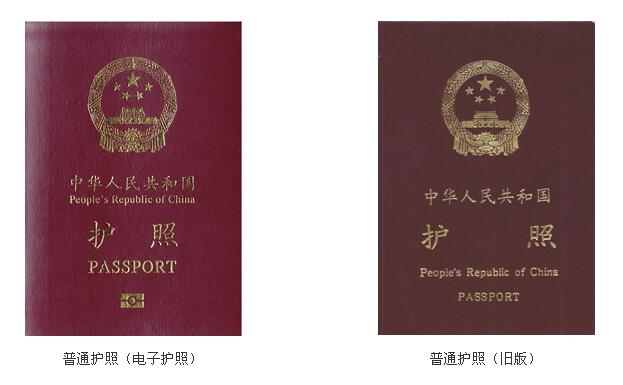 中华人民共和国
People's Republic of China
护 照
PASSPORT
普通护照（电子护照）
中华人民共和国
护 照
People's Republic of China
PASSPORT
普通护照（旧版）